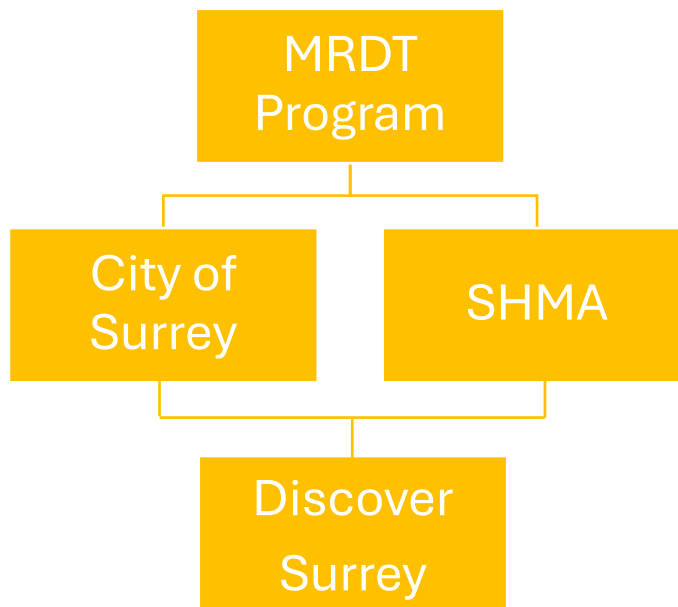 MRDT
Program
City of
Surrey
SHMA
Discover
Surrey